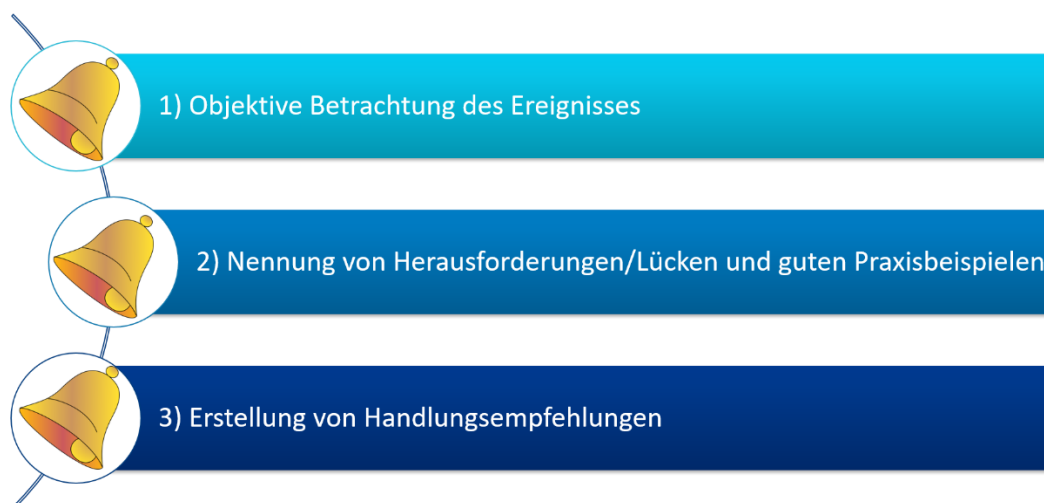 1) Objektive Betrachtung des Ereignisses
2) Nennung von Herausforderungen/Lücken und guten Praxisbeispielen
3) Erstellung von Handlungsempfehlungen